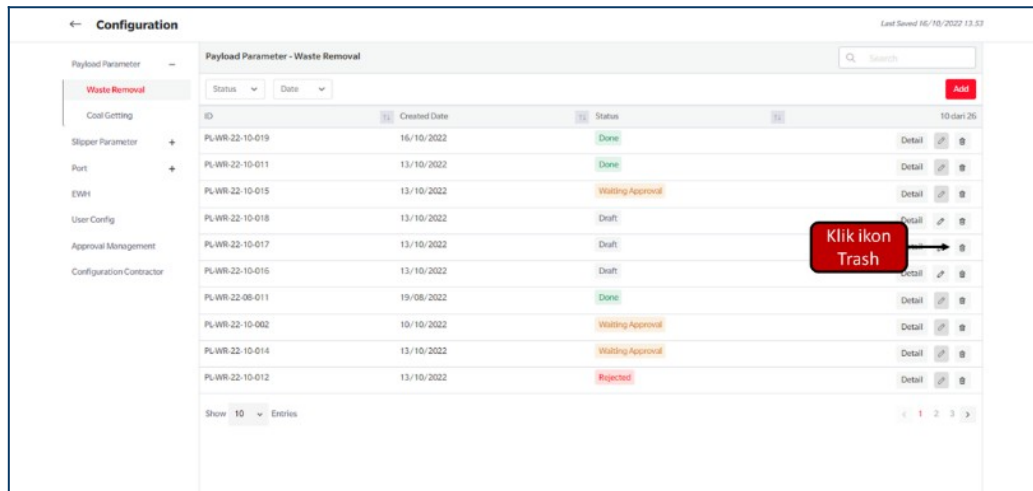 ← Configuration
Last Saved 16/10/2022 13.53
Payload Parameter −
Waste Removal
Coal Getting
Slipper Parameter +
Port +
EWH
User Config
Approval Management
Configuration Contractor
Payload Parameter - Waste Removal
Search
Status Date
Add
ID Created Date Status 10 dari 26
PL-WR-22-10-019 16/10/2022 Done Detail
PL-WR-22-10-011 13/10/2022 Done Detail
PL-WR-22-10-015 13/10/2022 Waiting Approval Detail
PL-WR-22-10-018 13/10/2022 Draft Detail
PL-WR-22-10-017 13/10/2022 Draft
Klik ikon
Trash
PL-WR-22-10-016 13/10/2022 Draft Detail
PL-WR-22-08-011 19/08/2022 Done Detail
PL-WR-22-10-002 10/10/2022 Waiting Approval Detail
PL-WR-22-10-014 13/10/2022 Waiting Approval Detail
PL-WR-22-10-012 13/10/2022 Rejected Detail
Show 10 Entries
< 1 2 3 >